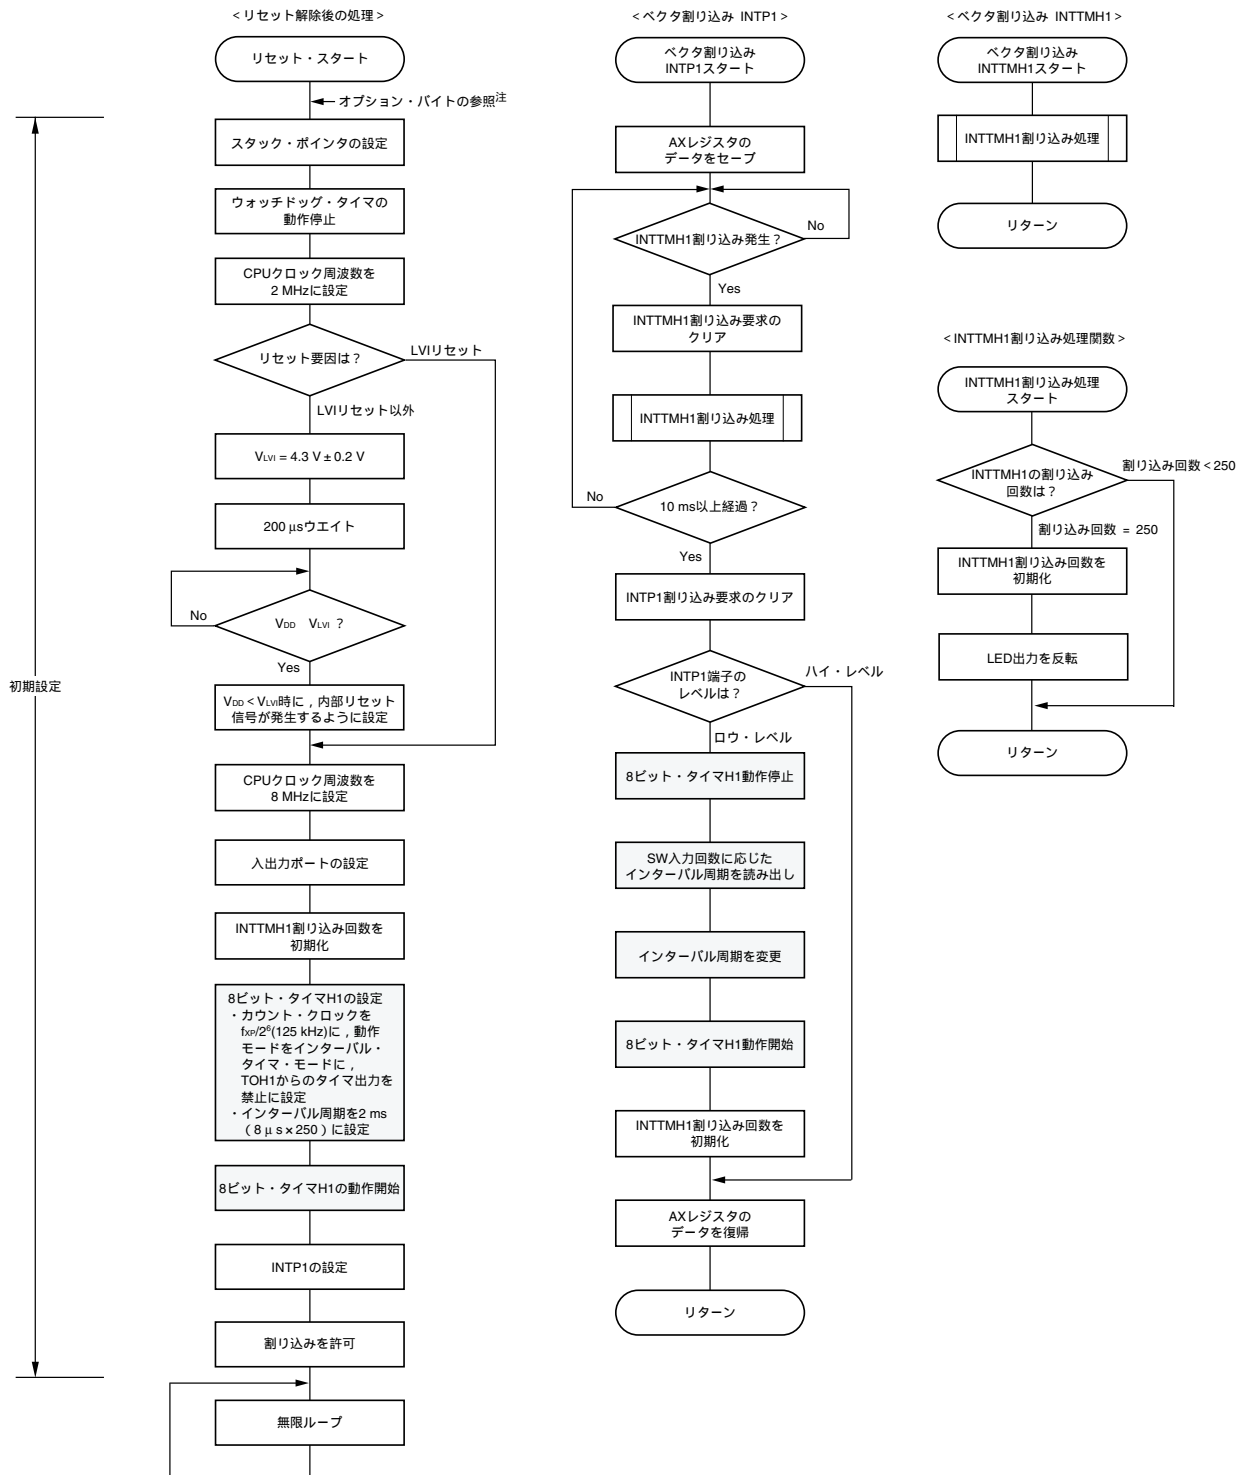 ＜リセット解除後の処理＞
リセット・スタート
オプション・バイトの参照注
初期設定
スタック・ポインタの設定
ウォッチドッグ・タイマの
動作停止
CPUクロック周波数を
2 MHzに設定
リセット要因は？
LVIリセット
LVIリセット以外
VLVI = 4.3 V ± 0.2 V
200 μsウエイト
No
VDD　VLVI ？
Yes
VDD＜VLVI時に，内部リセット
信号が発生するように設定
CPUクロック周波数を
8 MHzに設定
入出力ポートの設定
INTTMH1割り込み回数を
初期化
8ビット・タイマH1の設定
・カウント・クロックを
fXP/2⁶(125 kHz)に，動作
モードをインターバル・
タイマ・モードに，
TOH1からのタイマ出力を
禁止に設定
・インターバル周期を2 ms
（8 μ s×250）に設定
8ビット・タイマH1の動作開始
INTP1の設定
割り込みを許可
無限ループ
＜ベクタ割り込み INTP1＞
ベクタ割り込み
INTP1スタート
AXレジスタの
データをセーブ
INTTMH1割り込み発生？
No
Yes
INTTMH1割り込み要求の
クリア
INTTMH1割り込み処理
No
10 ms以上経過？
Yes
INTP1割り込み要求のクリア
INTP1端子の
レベルは？
ハイ・レベル
ロウ・レベル
8ビット・タイマH1動作停止
SW入力回数に応じた
インターバル周期を読み出し
インターバル周期を変更
8ビット・タイマH1動作開始
INTTMH1割り込み回数を
初期化
AXレジスタの
データを復帰
リターン
＜ベクタ割り込み INTTMH1＞
ベクタ割り込み
INTTMH1スタート
INTTMH1割り込み処理
リターン
＜INTTMH1割り込み処理関数＞
INTTMH1割り込み処理
スタート
INTTMH1の割り込み
回数は？
割り込み回数＜250
割り込み回数 = 250
INTTMH1割り込み回数を
初期化
LED出力を反転
リターン